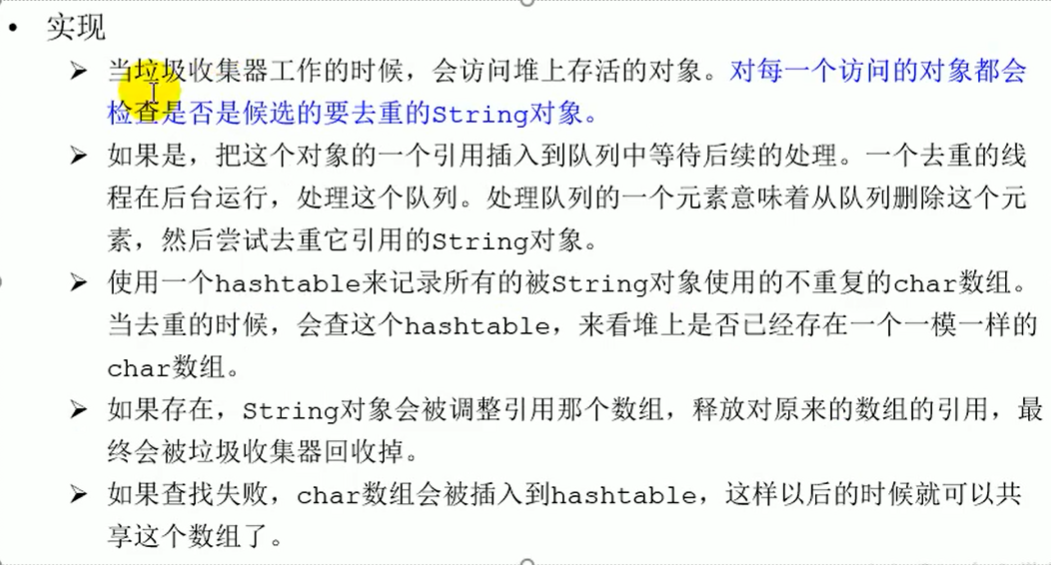 • 实现
➤ 当垃圾收集器工作的时候，会访问堆上存活的对象。对每一个访问的对象都会
检查是否是候选的要去重的String对象。
➤ 如果是，把这个对象的一个引用插入到队列中等待后续的处理。一个去重的线
程在后台运行，处理这个队列。处理队列的一个元素意味着从队列删除这个元
素，然后尝试去重它引用的String对象。
➤ 使用一个hashtable来记录所有的被String对象使用的不重复的char数组。
当去重的时候，会查这个hashtable，来看堆上是否已经存在一个一模一样的
char数组。
➤ 如果存在，String对象会被调整引用那个数组，释放对原来的数组的引用，最
终会被垃圾收集器回收掉。
➤ 如果查找失败，char数组会被插入到hashtable，这样以后的时候就可以共
享这个数组了。